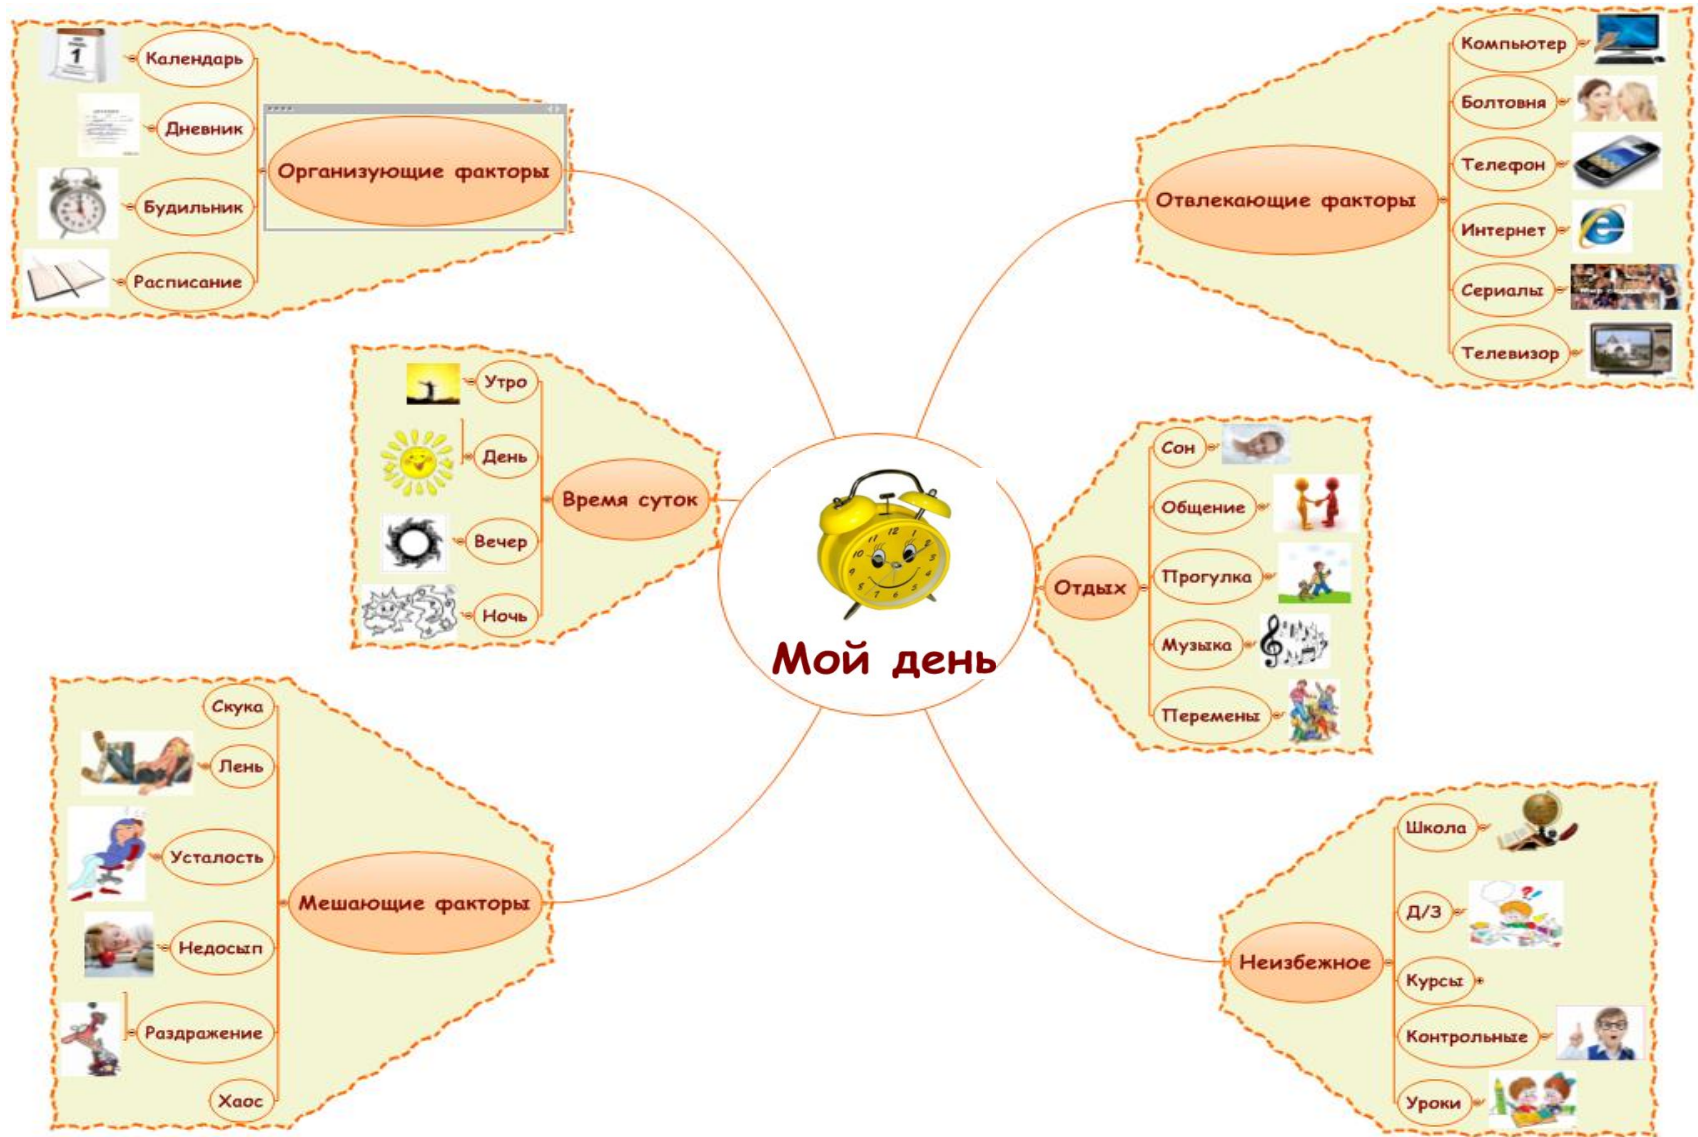 Организующие факторы
Календарь
1
Дневник
Будильник
Расписание
Отвлекающие факторы
Компьютер
Болтовня
Телефон
Интернет
Сериалы
Телевизор
Время суток
Утро
День
Вечер
Ночь
Мой день
Отдых
Сон
Общение
Прогулка
Музыка
Перемены
Мешающие факторы
Скука
Лень
Усталость
Недосып
Раздражение
Хаос
Неизбежное
Школа
Д/З
Курсы
Контрольные
Уроки